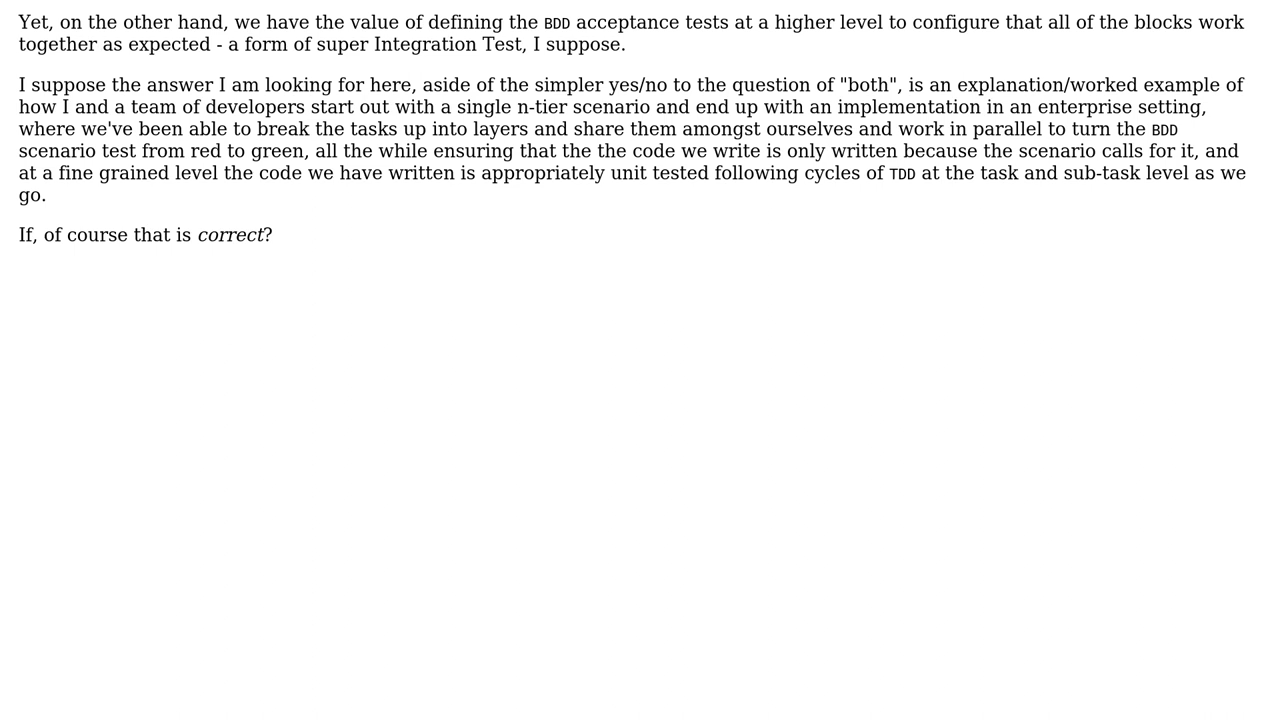 Yet, on the other hand, we have the value of defining the BDD acceptance tests at a higher level to configure that all of the blocks work
together as expected - a form of super Integration Test, I suppose.
I suppose the answer I am looking for here, aside of the simpler yes/no to the question of "both", is an explanation/worked example of
how I and a team of developers start out with a single n-tier scenario and end up with an implementation in an enterprise setting,
where we've been able to break the tasks up into layers and share them amongst ourselves and work in parallel to turn the BDD
scenario test from red to green, all the while ensuring that the the code we write is only written because the scenario calls for it, and
at a fine grained level the code we have written is appropriately unit tested following cycles of TDD at the task and sub-task level as we
go.
If, of course that is correct?